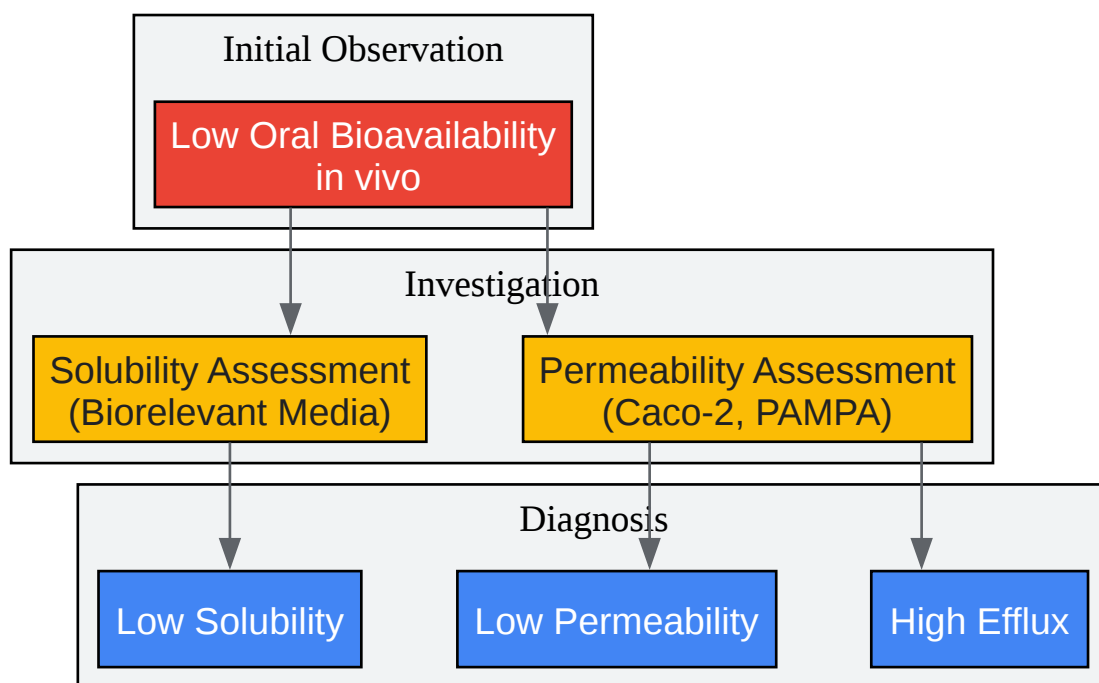 Initial Observation
Low Oral Bioavailability
in vivo
Investigation
Solubility Assessment
(Biorelevant Media)
Permeability Assessment
(Caco-2, PAMPA)
Diagnosis
Low Solubility
Low Permeability
High Efflux